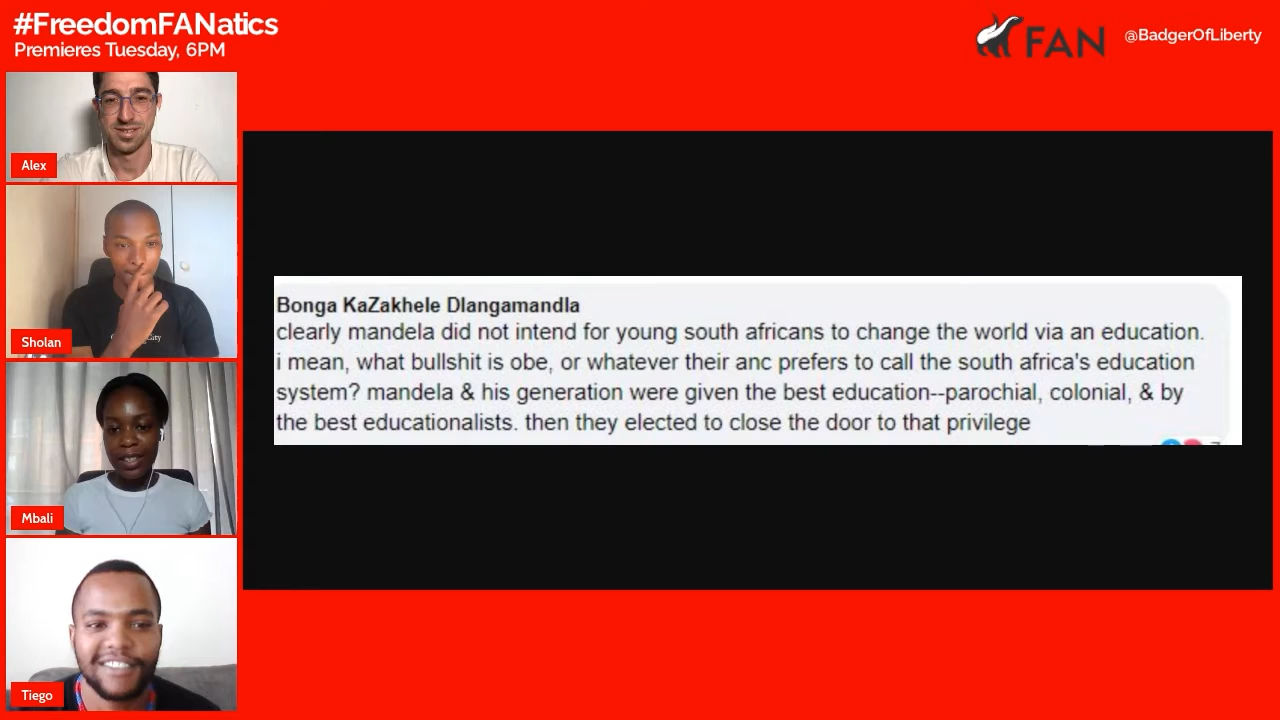 #FreedomFANatics
Premieres Tuesday, 6PM
FAN
@BadgerOfLiberty
Alex
Sholan
Mbali
Tiego
Bonga KaZakhele Dlangamandla
clearly mandela did not intend for young south africans to change the world via an education.
i mean, what bullshit is obe, or whatever their anc prefers to call the south africa's education
system? mandela & his generation were given the best education--parochial, colonial, & by
the best educationalists. then they elected to close the door to that privilege